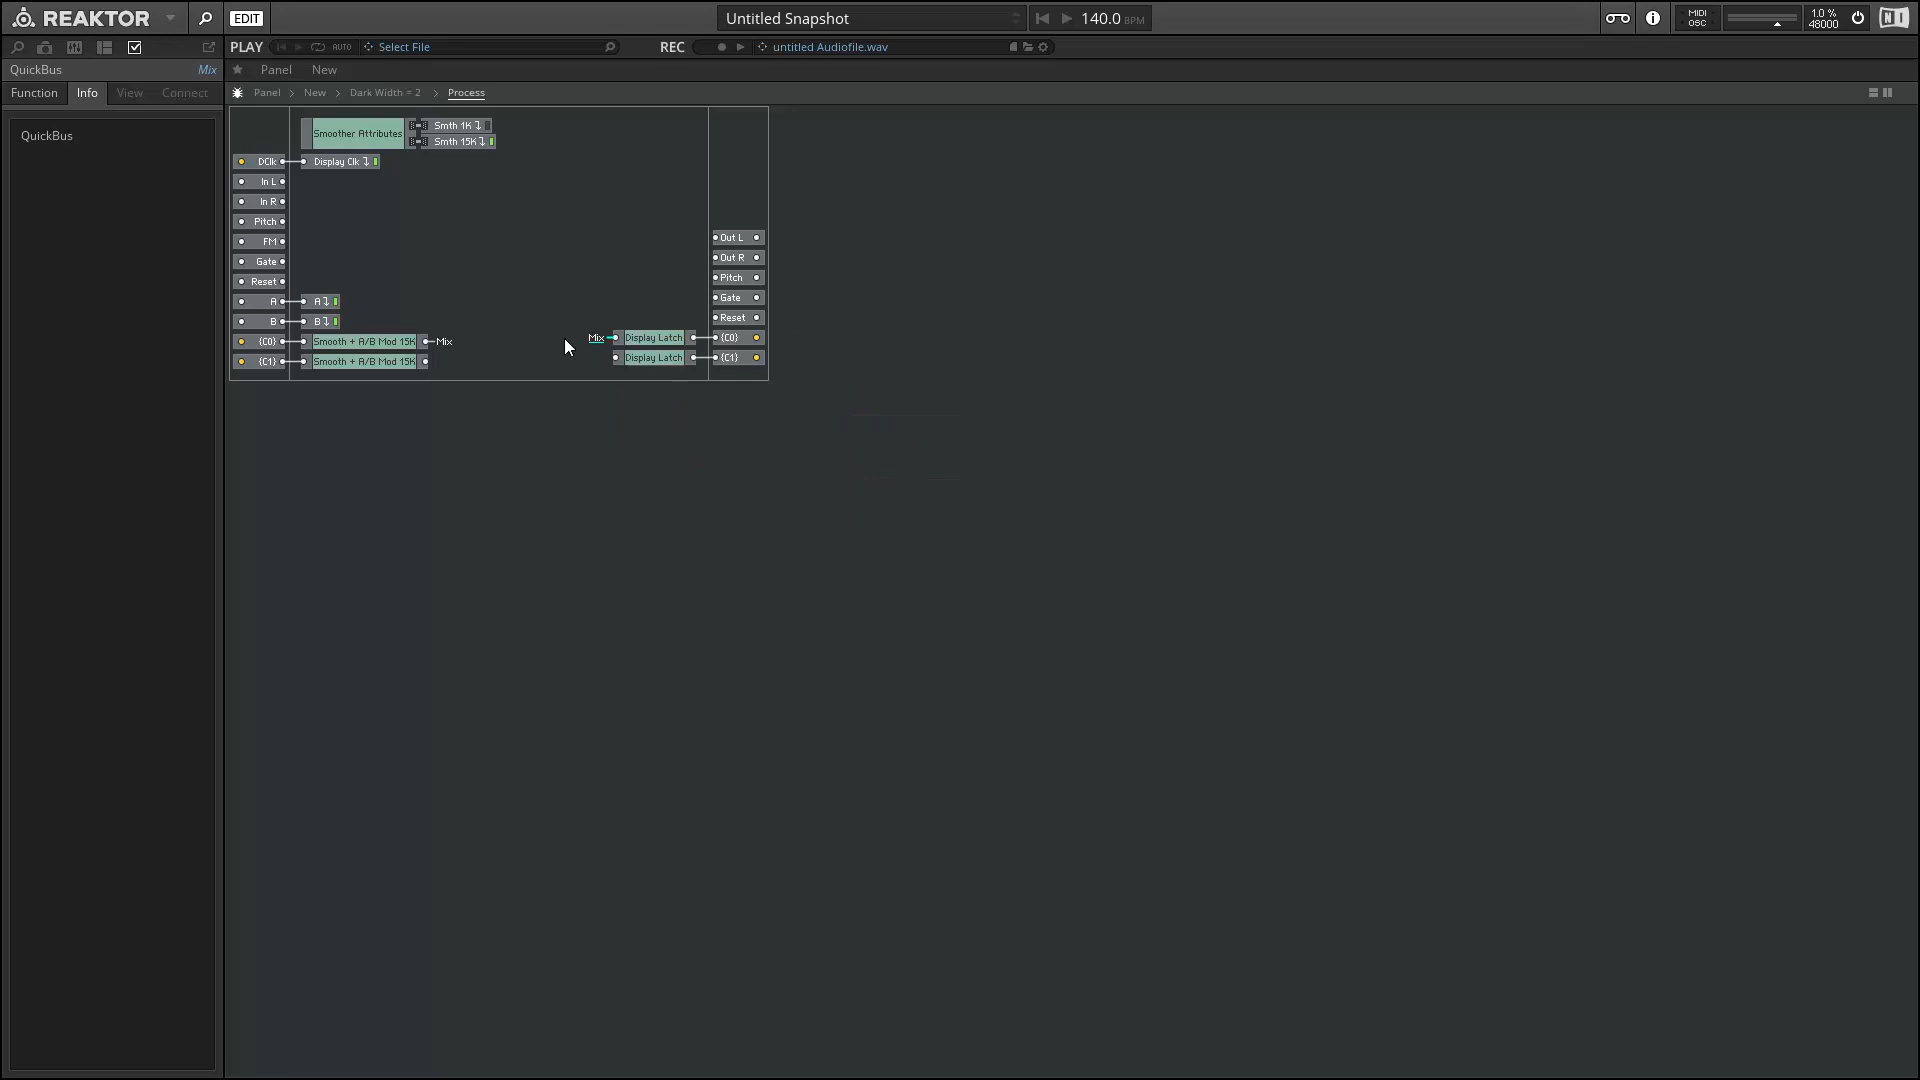 REAKTOR EDIT Untitled Snapshot 140.0 BPM MIDI OSC 1.0 % 48000 NI
PLAY AUTO Select File REC untitled Audiofile.wav
QuickBus Mix Panel New
Function Info View Connect Panel > New > Dark Width = 2 > Process
QuickBus
Smoother Attributes Smth 1K
Smth 15K
DClk Display Clk
In L
In R
Pitch
FM Out L
Gate Out R
Reset Pitch
A A Gate
B B Reset
{C0} Smooth + A/B Mod 15K Mix Mix Display Latch {C0}
{C1} Smooth + A/B Mod 15K Display Latch {C1}